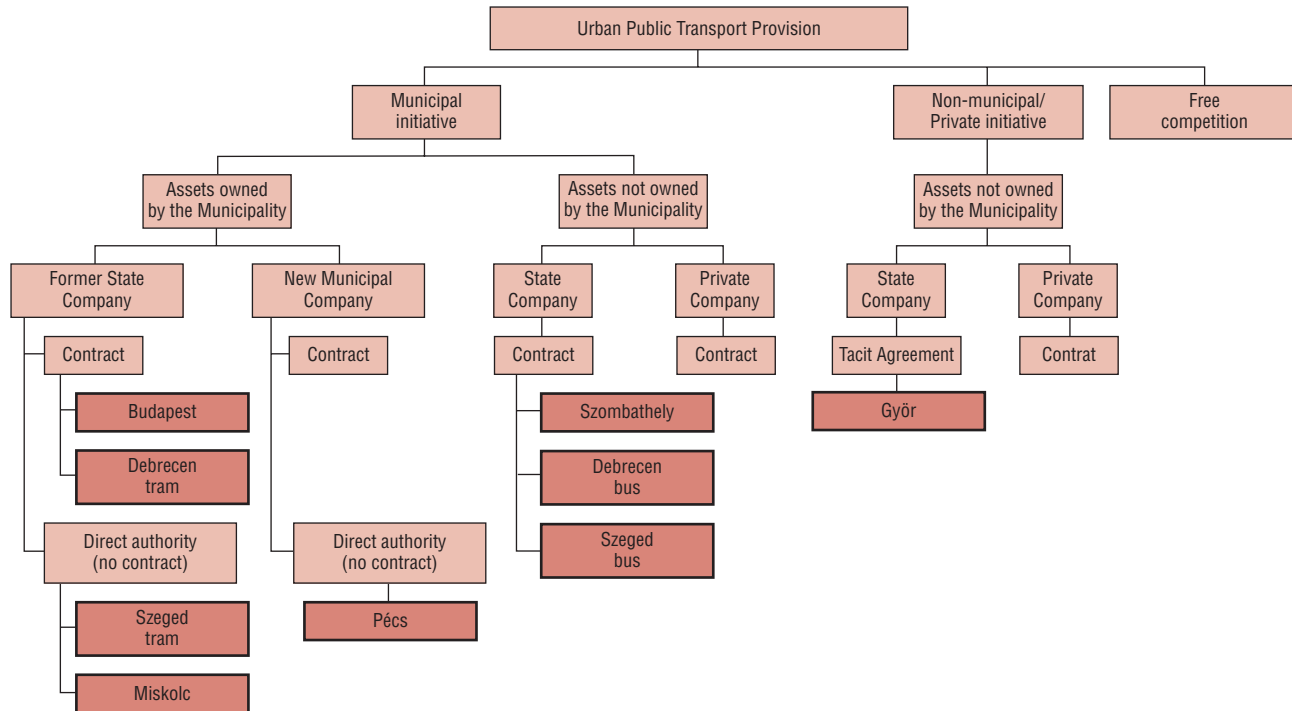 Urban Public Transport Provision
Municipal
initiative
Non-municipal/
Private initiative
Free
competition
Assets owned
by the Municipality
Assets not owned
by the Municipality
Assets not owned
by the Municipality
Former State
Company
New Municipal
Company
State
Company
Private
Company
State
Company
Private
Company
Contract
Contract
Contract
Contract
Tacit Agreement
Contrat
Budapest
Szombathely
Györ
Debrecen
tram
Debrecen
bus
Direct authority
(no contract)
Direct authority
(no contract)
Szeged
bus
Szeged
tram
Pécs
Miskolc